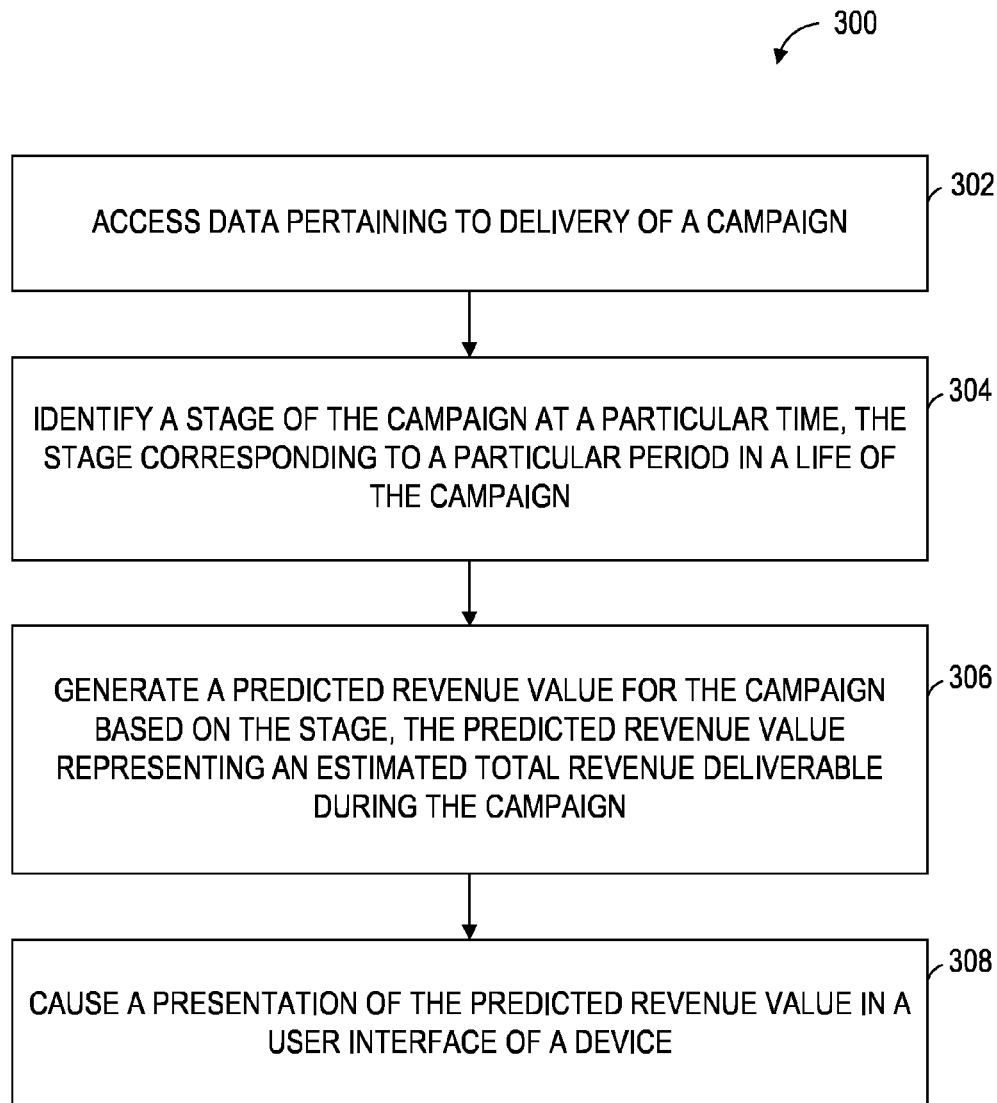 300
302
ACCESS DATA PERTAINING TO DELIVERY OF A CAMPAIGN
304
IDENTIFY A STAGE OF THE CAMPAIGN AT A PARTICULAR TIME, THE
STAGE CORRESPONDING TO A PARTICULAR PERIOD IN A LIFE OF
THE CAMPAIGN
306
GENERATE A PREDICTED REVENUE VALUE FOR THE CAMPAIGN
BASED ON THE STAGE, THE PREDICTED REVENUE VALUE
REPRESENTING AN ESTIMATED TOTAL REVENUE DELIVERABLE
DURING THE CAMPAIGN
308
CAUSE A PRESENTATION OF THE PREDICTED REVENUE VALUE IN A
USER INTERFACE OF A DEVICE